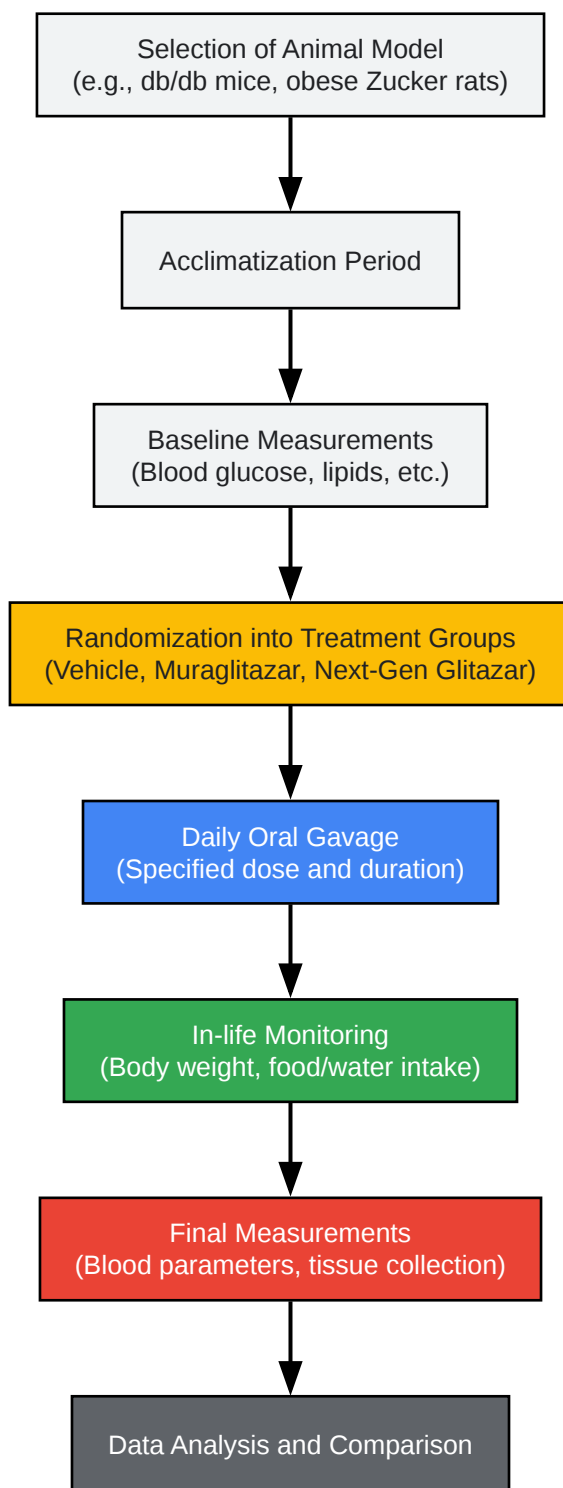 Selection of Animal Model
(e.g., db/db mice, obese Zucker rats)
Acclimatization Period
Baseline Measurements
(Blood glucose, lipids, etc.)
Randomization into Treatment Groups
(Vehicle, Muraglitazar, Next-Gen Glitazar)
Daily Oral Gavage
(Specified dose and duration)
In-life Monitoring
(Body weight, food/water intake)
Final Measurements
(Blood parameters, tissue collection)
Data Analysis and Comparison